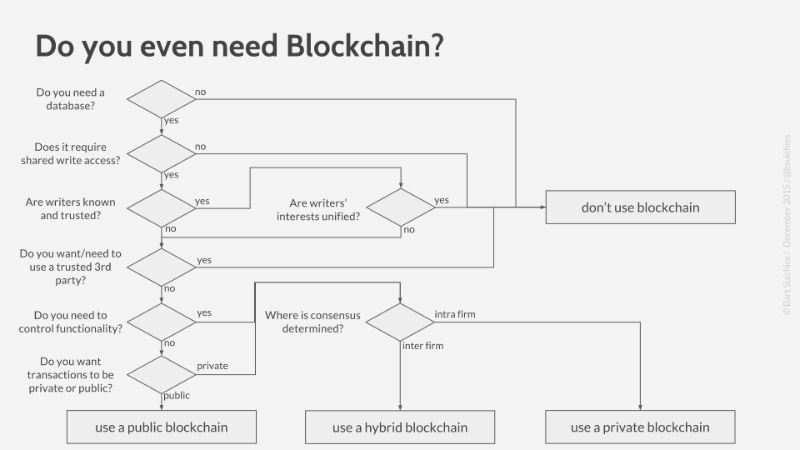 Do you even need Blockchain?
Do you need a
database?
no
yes
Does it require
shared write access?
no
yes
Are writers known
and trusted?
yes
no
Are writers'
interests unified?
yes
no
don't use blockchain
Do you want/need to
use a trusted 3rd
party?
yes
no
Do you need to
control functionality?
yes
no
Where is consensus
determined?
intra firm
inter firm
Do you want
transactions to be
private or public?
private
public
use a public blockchain
use a hybrid blockchain
use a private blockchain
© Bart Suichies / December 2015 / @bsuichies